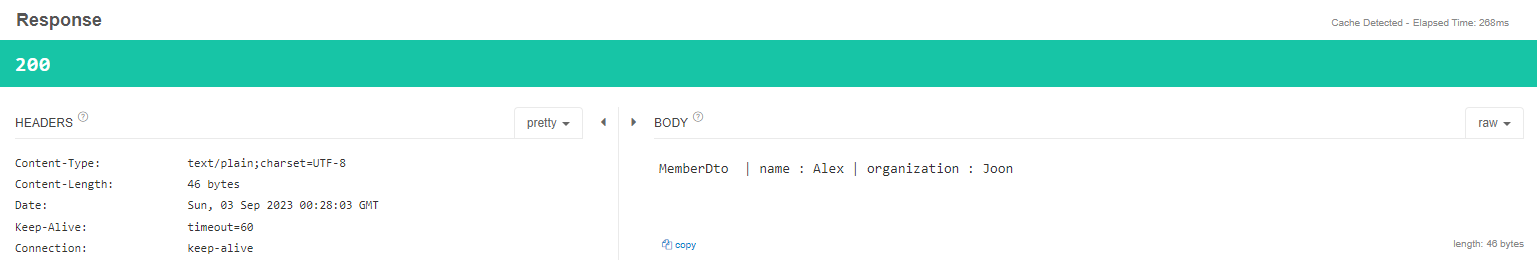 Response
Cache Detected - Elapsed Time: 268ms
200
HEADERS ?
pretty
BODY ?
raw
Content-Type: text/plain;charset=UTF-8
Content-Length: 46 bytes
Date: Sun, 03 Sep 2023 00:28:03 GMT
Keep-Alive: timeout=60
Connection: keep-alive
MemberDto  | name : Alex | organization : Joon
copy
length: 46 bytes